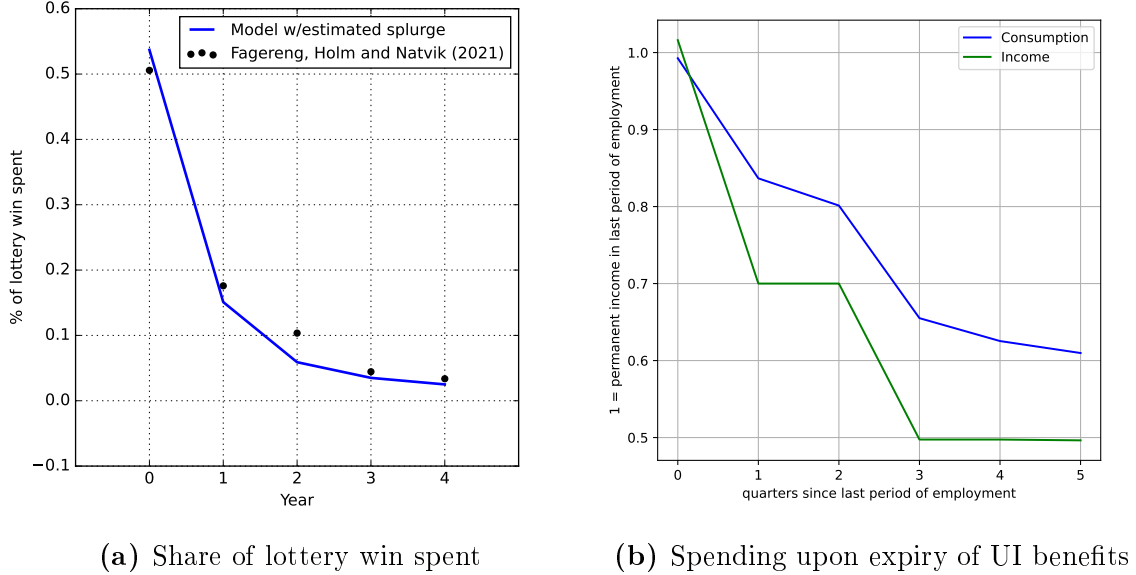 0.6
0.5
0.4
0.3
0.2
0.1
0.0
−0.1
% of lottery win spent
Model w/estimated splurge
Fagereng, Holm and Natvik (2021)
0 1 2 3 4
Year
(a) Share of lottery win spent
1.0
0.9
0.8
0.7
0.6
0.5
1 = permanent income in last period of employment
Consumption
Income
0 1 2 3 4 5
quarters since last period of employment
(b) Spending upon expiry of UI benefits